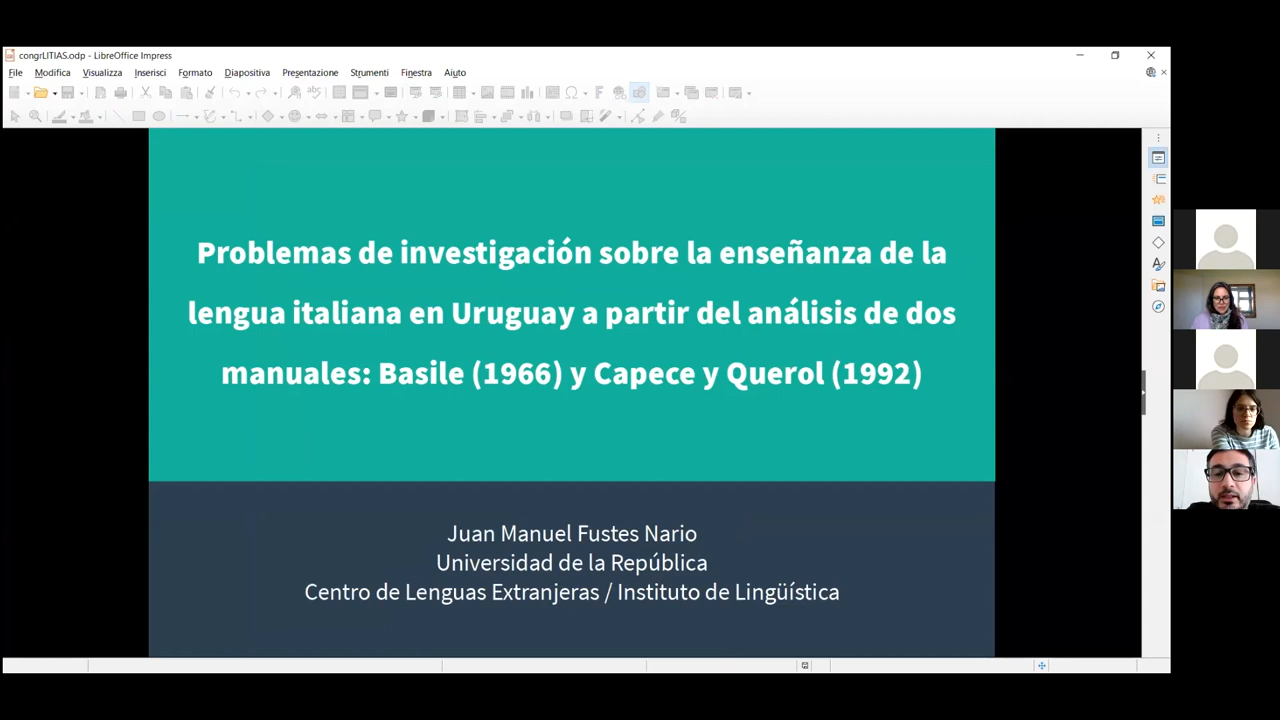 congrLITIAS.odp - LibreOffice Impress
File Modifica Visualizza Inserisci Formato Diapositiva Presentazione Strumenti Finestra Aiuto
Problemas de investigación sobre la enseñanza de la
lengua italiana en Uruguay a partir del análisis de dos
manuales: Basile (1966) y Capece y Querol (1992)
Juan Manuel Fustes Nario
Universidad de la República
Centro de Lenguas Extranjeras / Instituto de Lingüística